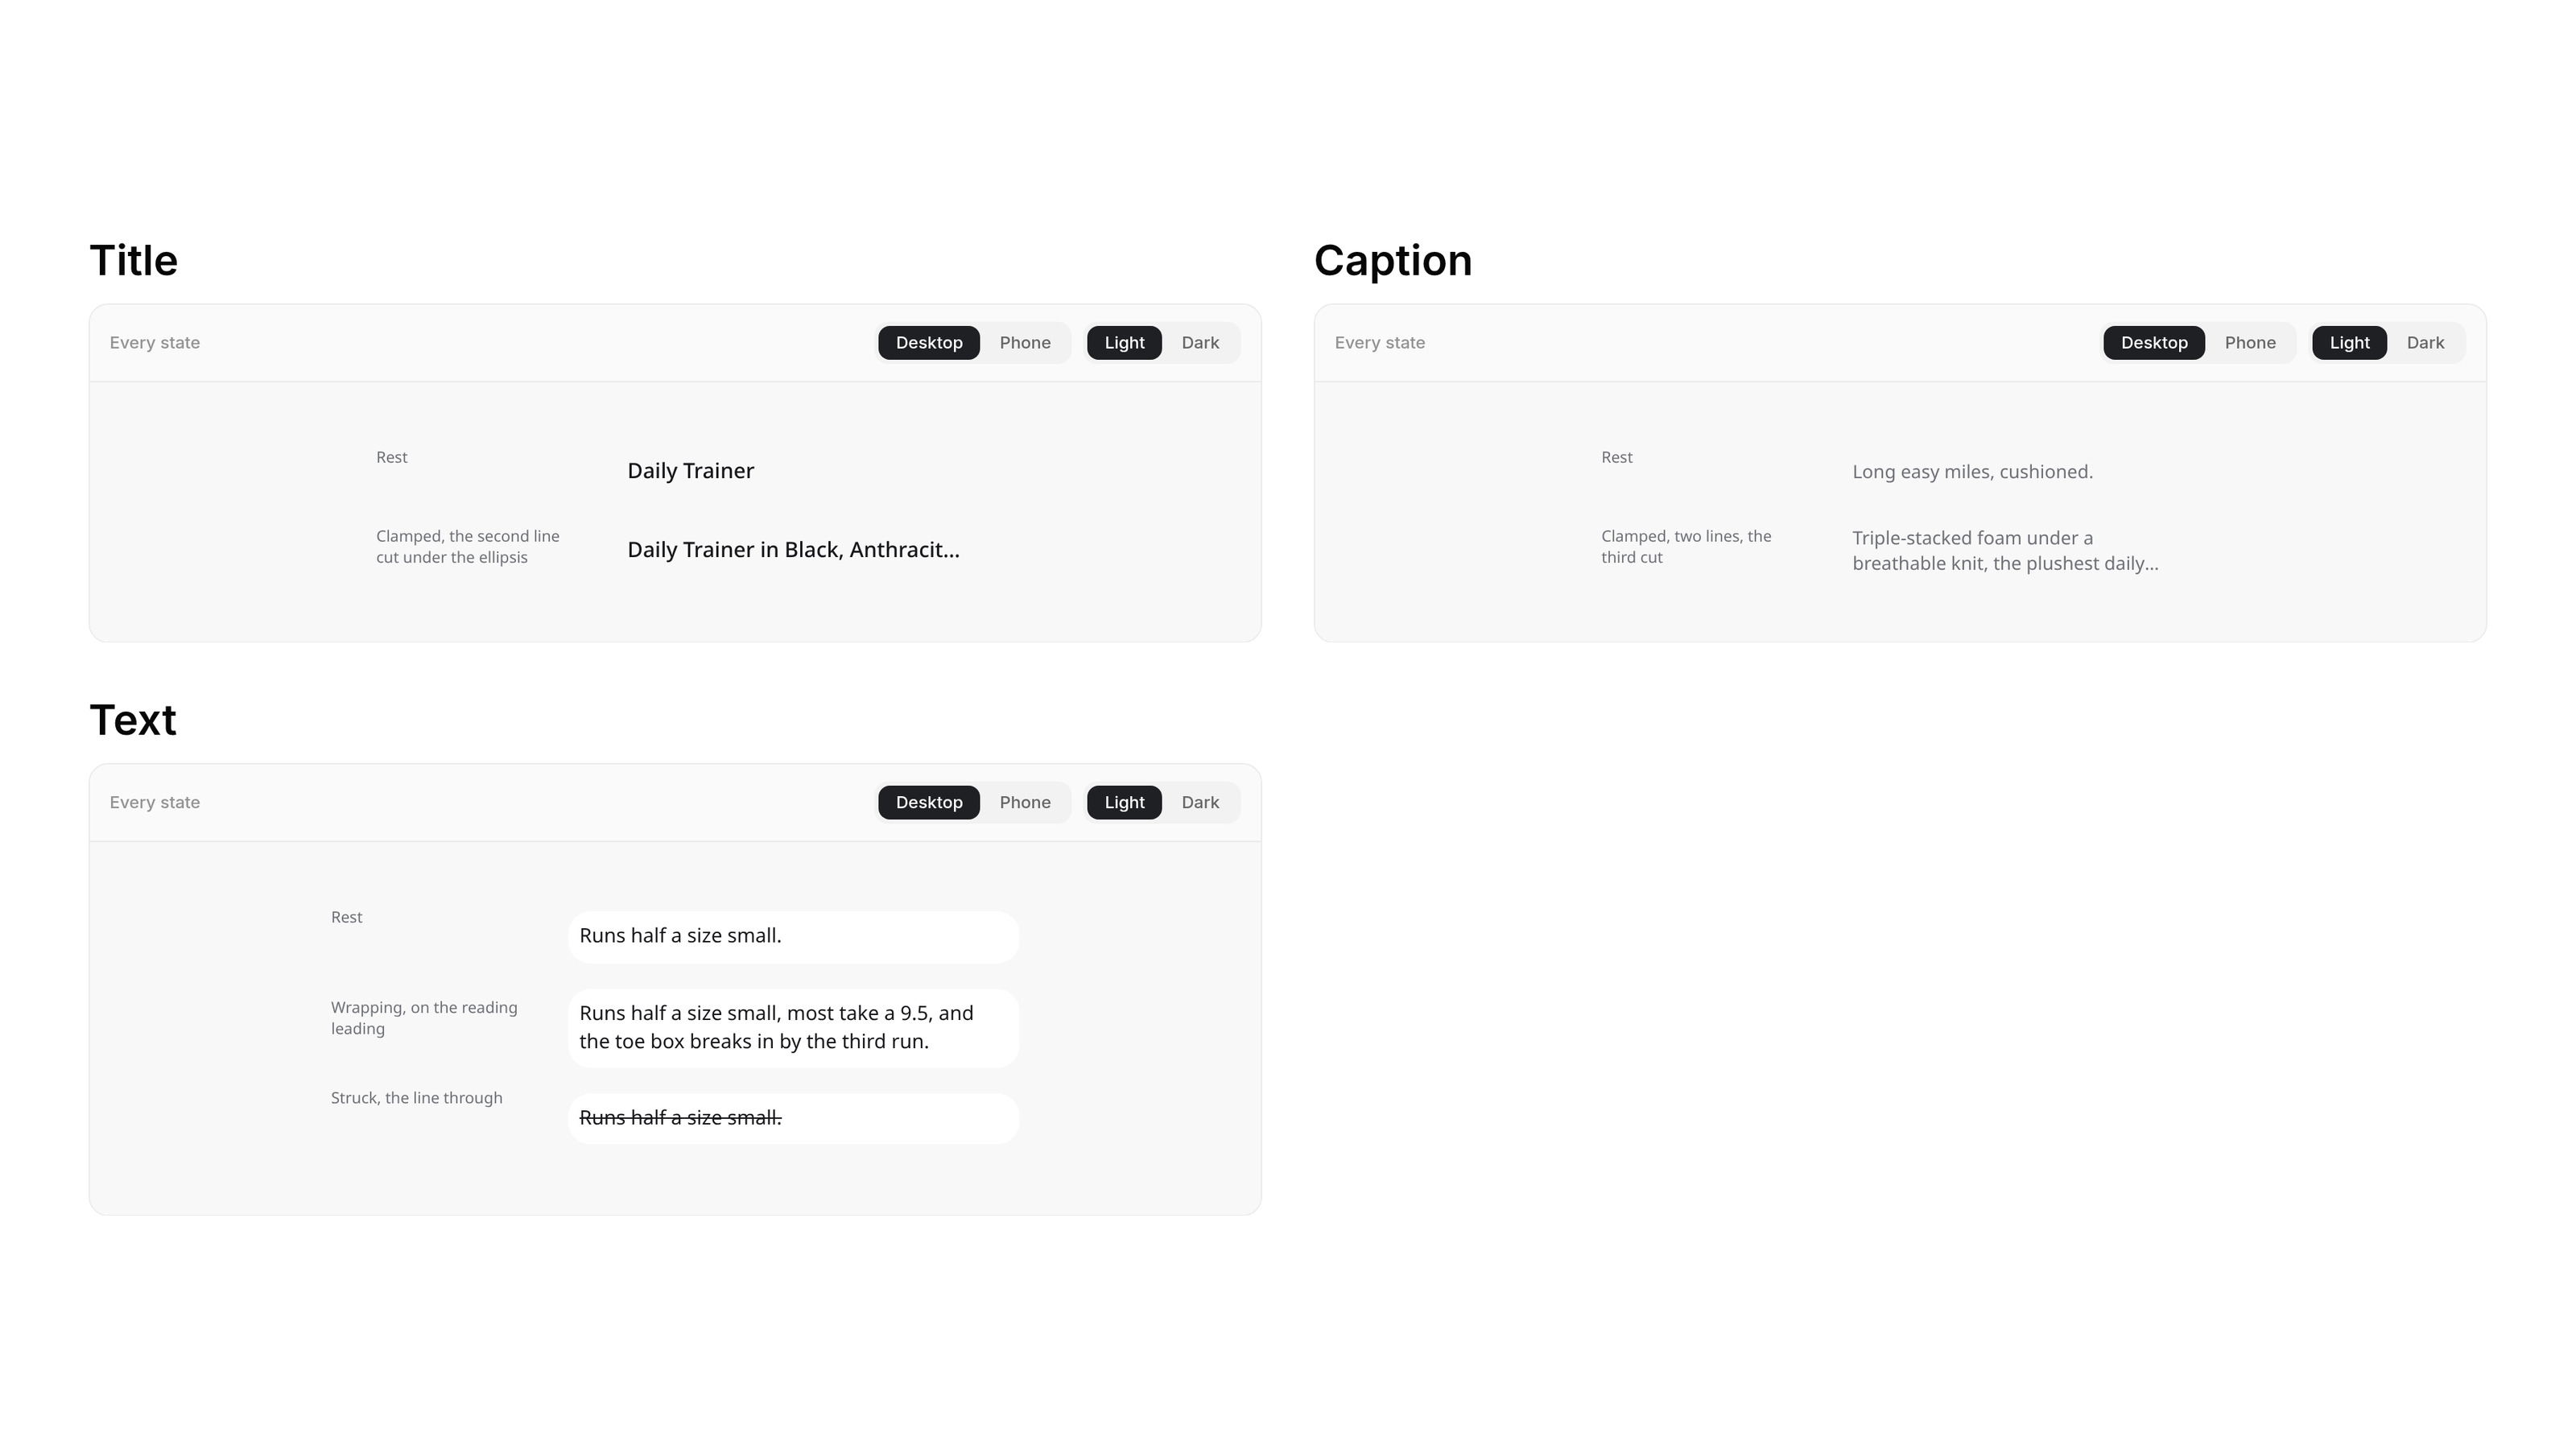 Title
Every state
Desktop
Phone
Light
Dark
Rest
Daily Trainer
Clamped, the second line
cut under the ellipsis
Daily Trainer in Black, Anthracit...
Caption
Every state
Desktop
Phone
Light
Dark
Rest
Long easy miles, cushioned.
Clamped, two lines, the
third cut
Triple-stacked foam under a
breathable knit, the plushest daily...
Text
Every state
Desktop
Phone
Light
Dark
Rest
Runs half a size small.
Wrapping, on the reading
leading
Runs half a size small, most take a 9.5, and
the toe box breaks in by the third run.
Struck, the line through
Runs half a size small.